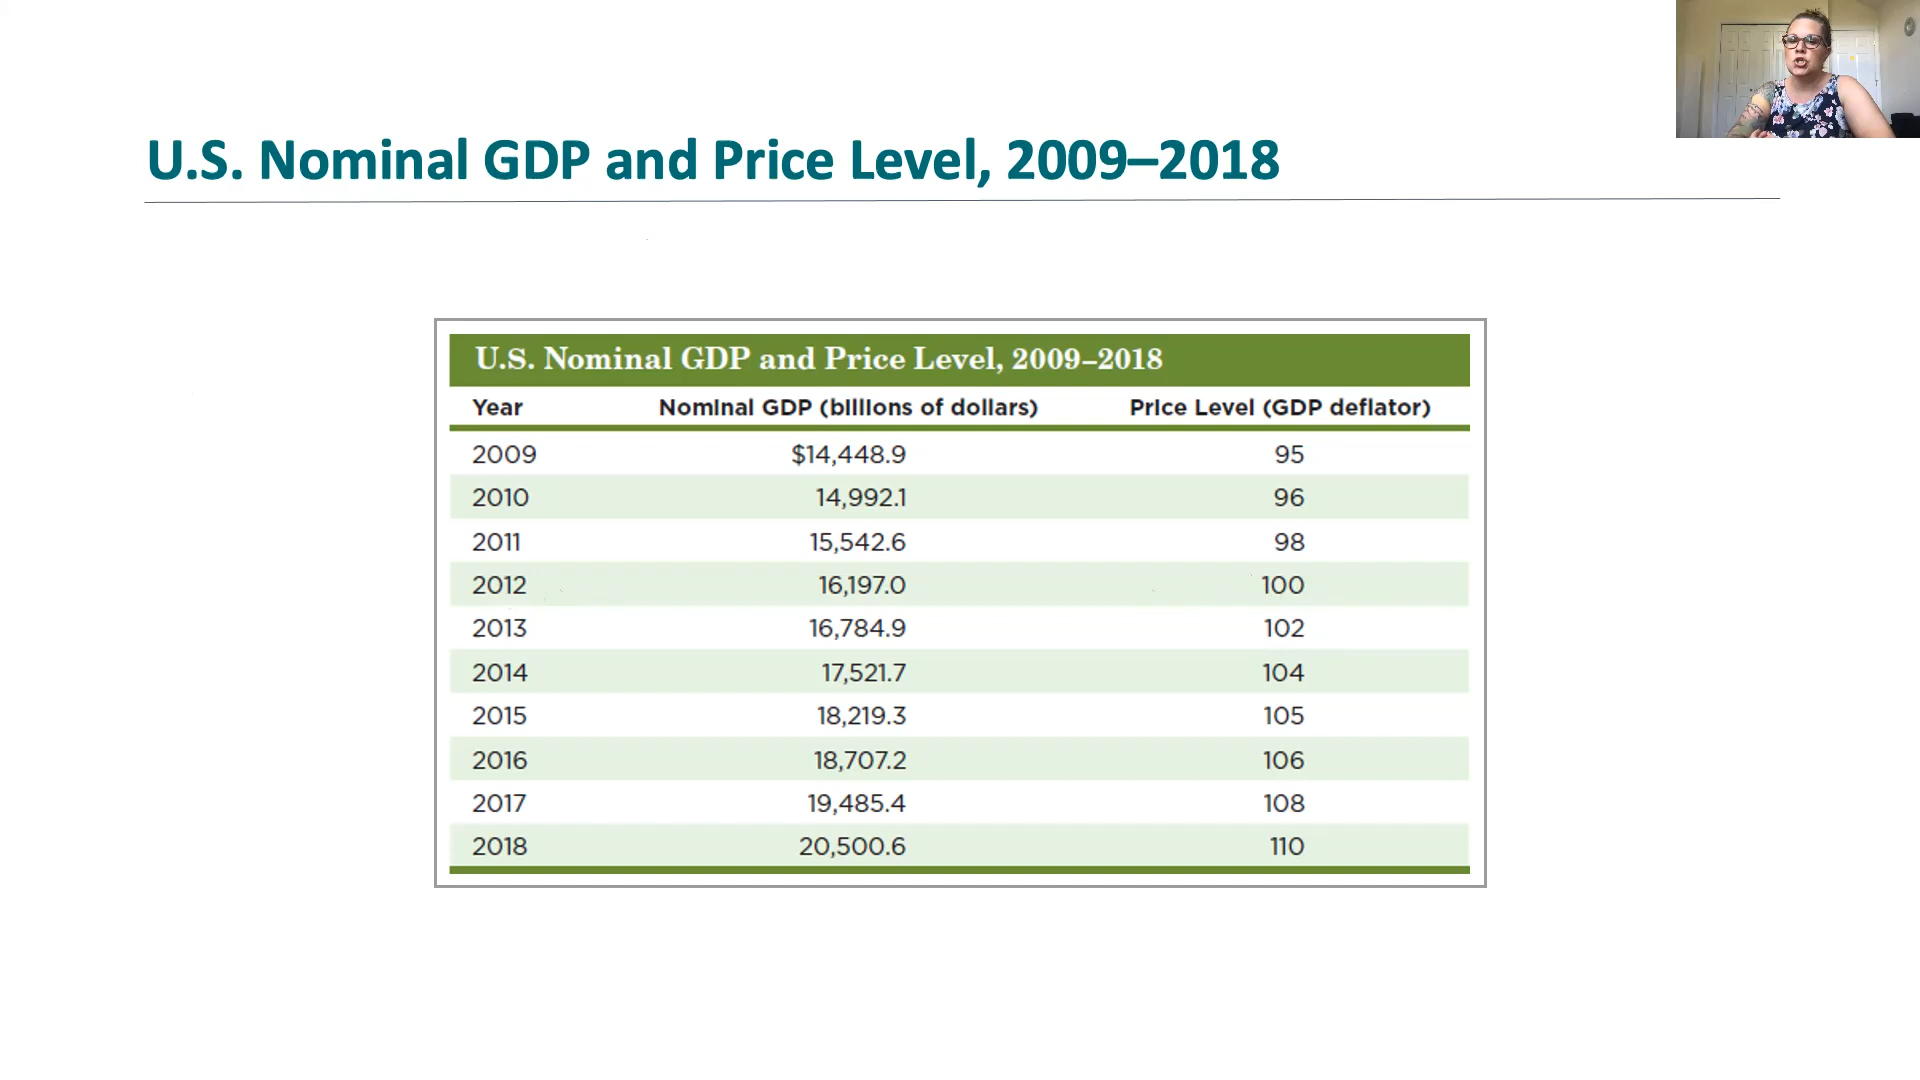 U.S. Nominal GDP and Price Level, 2009–2018
U.S. Nominal GDP and Price Level, 2009–2018
Year Nominal GDP (billions of dollars) Price Level (GDP deflator)
2009 $14,448.9 95
2010 14,992.1 96
2011 15,542.6 98
2012 16,197.0 100
2013 16,784.9 102
2014 17,521.7 104
2015 18,219.3 105
2016 18,707.2 106
2017 19,485.4 108
2018 20,500.6 110